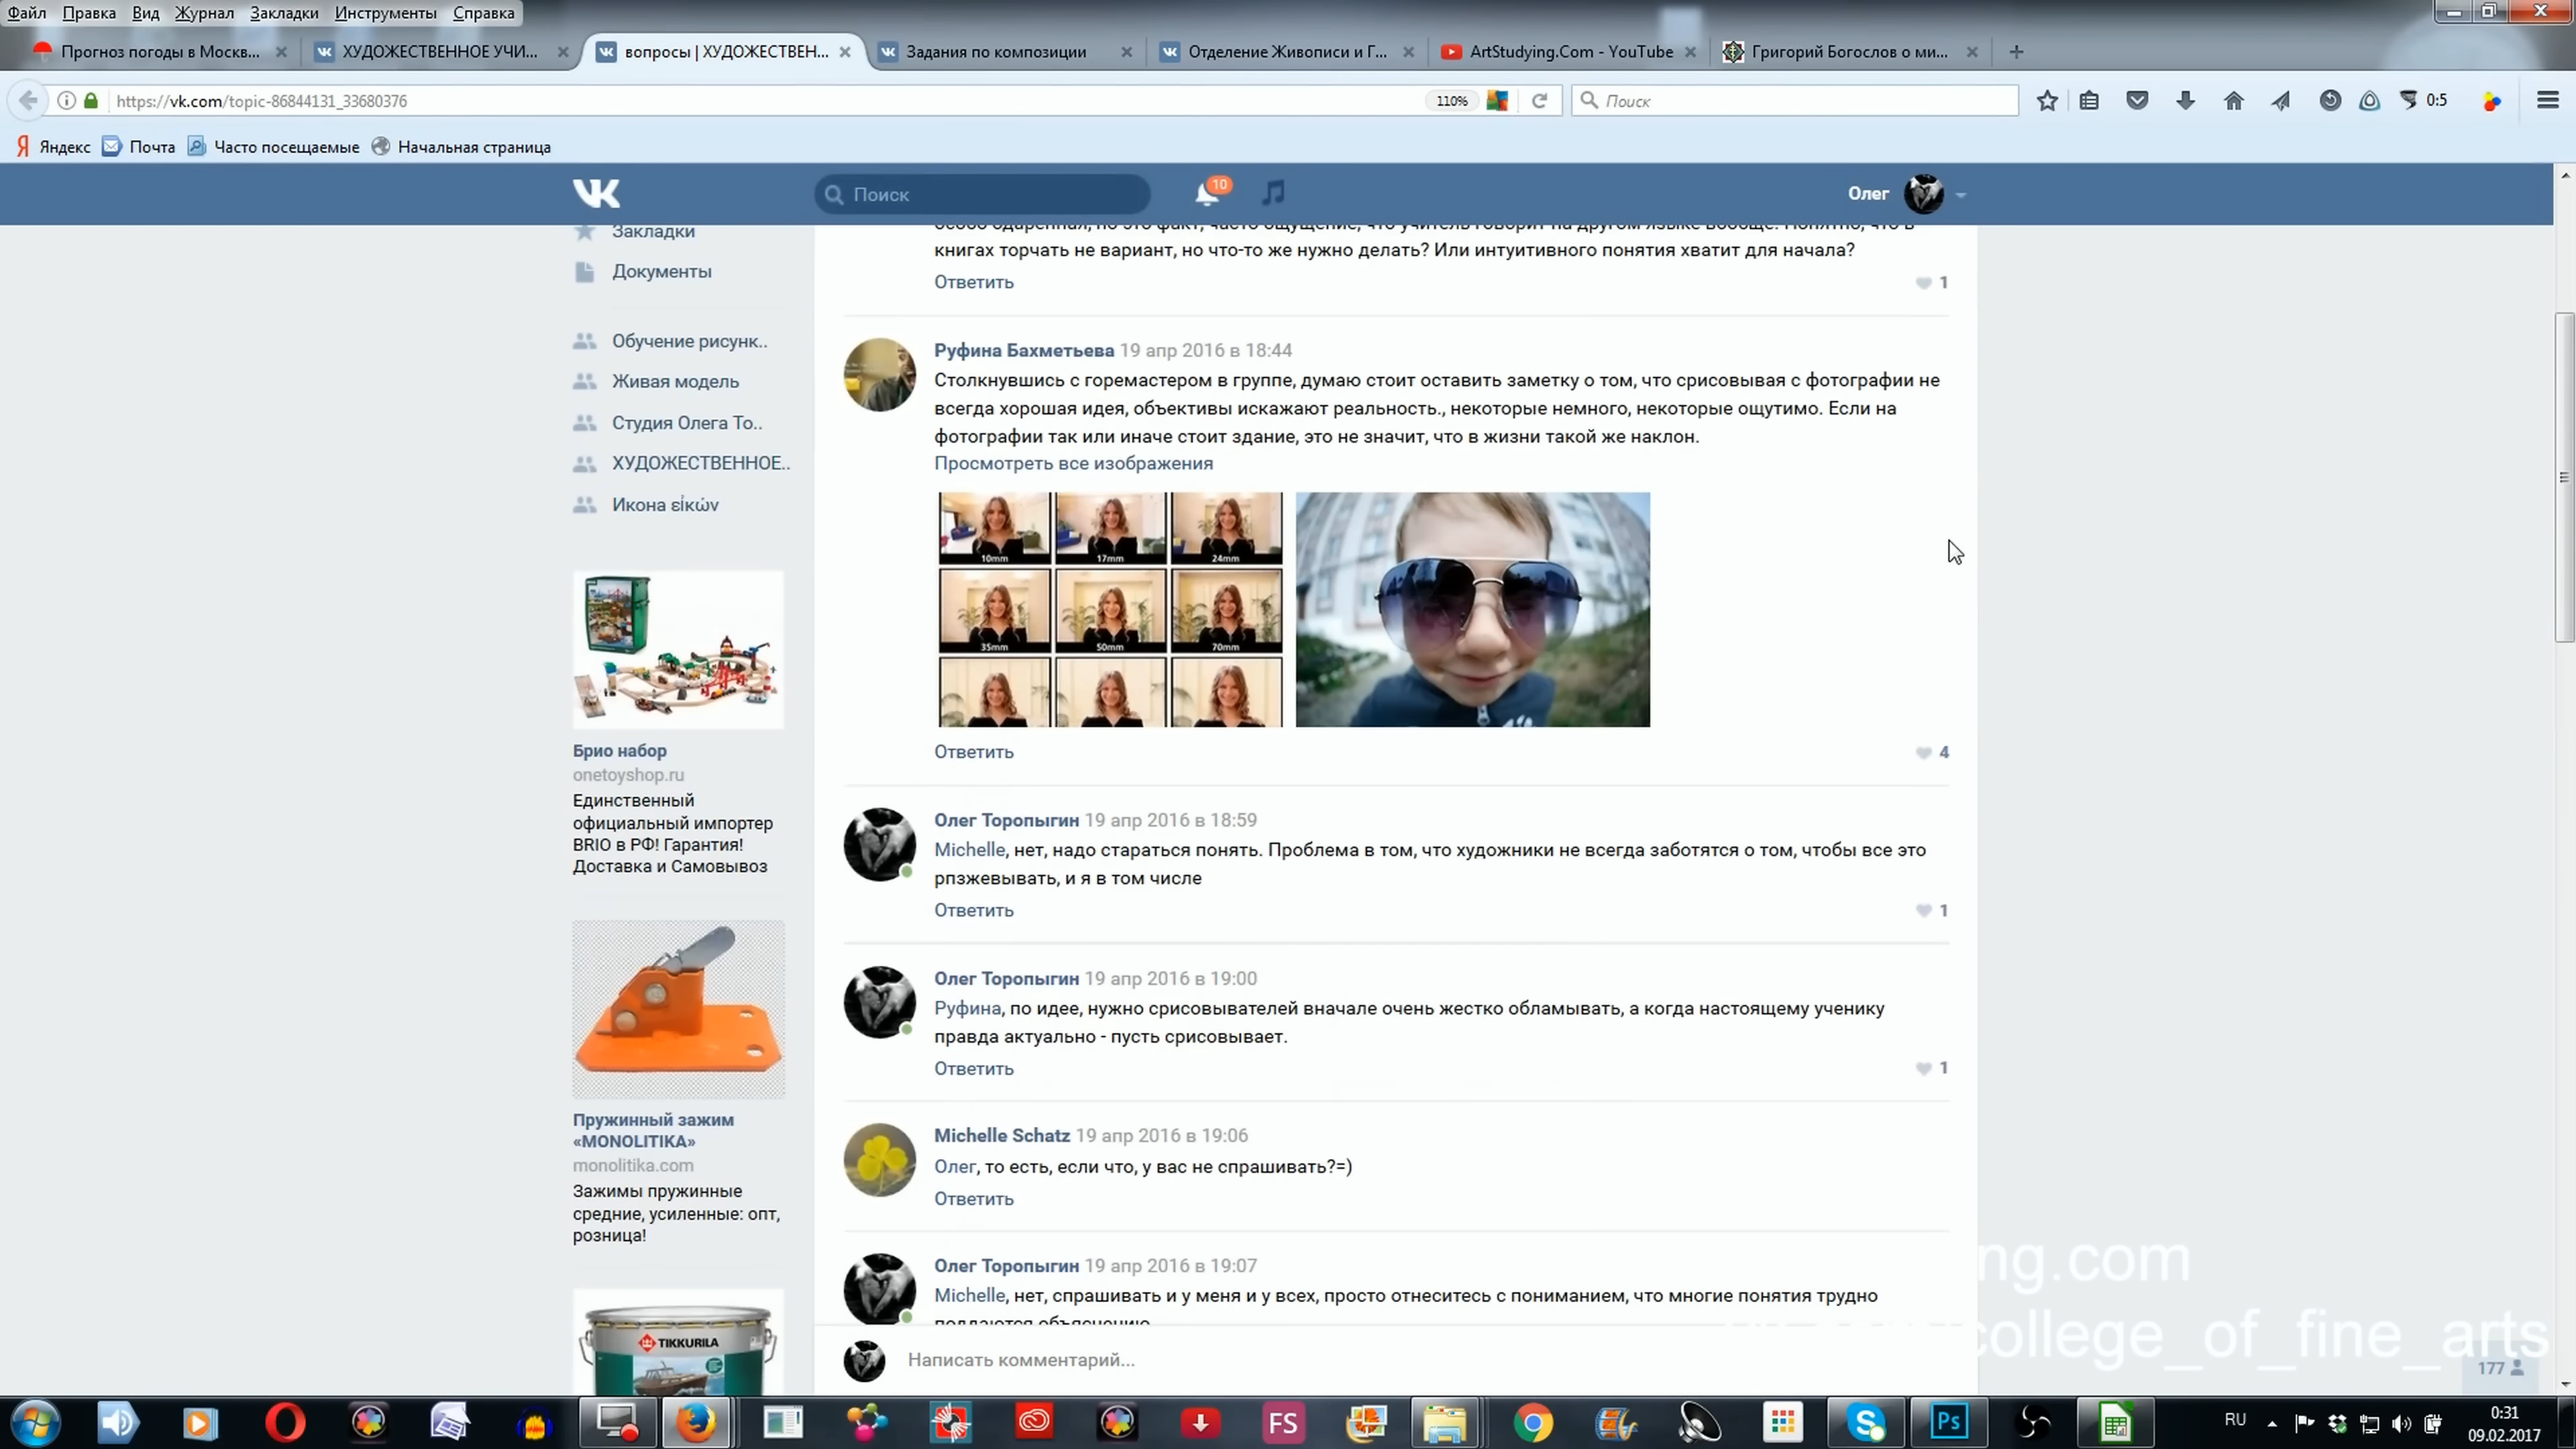 Файл Правка Вид Журнал Закладки Инструменты Справка
Прогноз погоды в Москв... ХУДОЖЕСТВЕННОЕ УЧИ... вопросы | ХУДОЖЕСТВЕН... Задания по композиции Отделение Живописи и Г... ArtStudying.Com - YouTube Григорий Богослов о ми...
https://vk.com/topic-86844131_33680376 110% Поиск 0:5
Яндекс Почта Часто посещаемые Начальная страница
Поиск 10 Олег
Закладки
Документы
Обучение рисунк..
Живая модель
Студия Олега То..
ХУДОЖЕСТВЕННОЕ..
Икона εἰκών
Брио набор
onetoyshop.ru
Единственный
официальный импортер
BRIO в РФ! Гарантия!
Доставка и Самовывоз
Пружинный зажим
«MONOLITIKA»
monolitika.com
Зажимы пружинные
средние, усиленные: опт,
розница!
TIKKURILA
книгах торчать не вариант, но что-то же нужно делать? Или интуитивного понятия хватит для начала?
Ответить 1
Руфина Бахметьева 19 апр 2016 в 18:44
Столкнувшись с горемастером в группе, думаю стоит оставить заметку о том, что срисовывая с фотографии не
всегда хорошая идея, объективы искажают реальность., некоторые немного, некоторые ощутимо. Если на
фотографии так или иначе стоит здание, это не значит, что в жизни такой же наклон.
Просмотреть все изображения
10mm 17mm 24mm
35mm 50mm 70mm
Ответить 4
Олег Торопыгин 19 апр 2016 в 18:59
Michelle, нет, надо стараться понять. Проблема в том, что художники не всегда заботятся о том, чтобы все это
рпзжевывать, и я в том числе
Ответить 1
Олег Торопыгин 19 апр 2016 в 19:00
Руфина, по идее, нужно срисовывателей вначале очень жестко обламывать, а когда настоящему ученику
правда актуально - пусть срисовывает.
Ответить 1
Michelle Schatz 19 апр 2016 в 19:06
Олег, то есть, если что, у вас не спрашивать?=)
Ответить
Олег Торопыгин 19 апр 2016 в 19:07
Michelle, нет, спрашивать и у меня и у всех, просто отнеситесь с пониманием, что многие понятия трудно
поддаются объяснению
Написать комментарий...
ng.com
college_of_fine_arts
177
FS Ps RU 0:31
09.02.2017